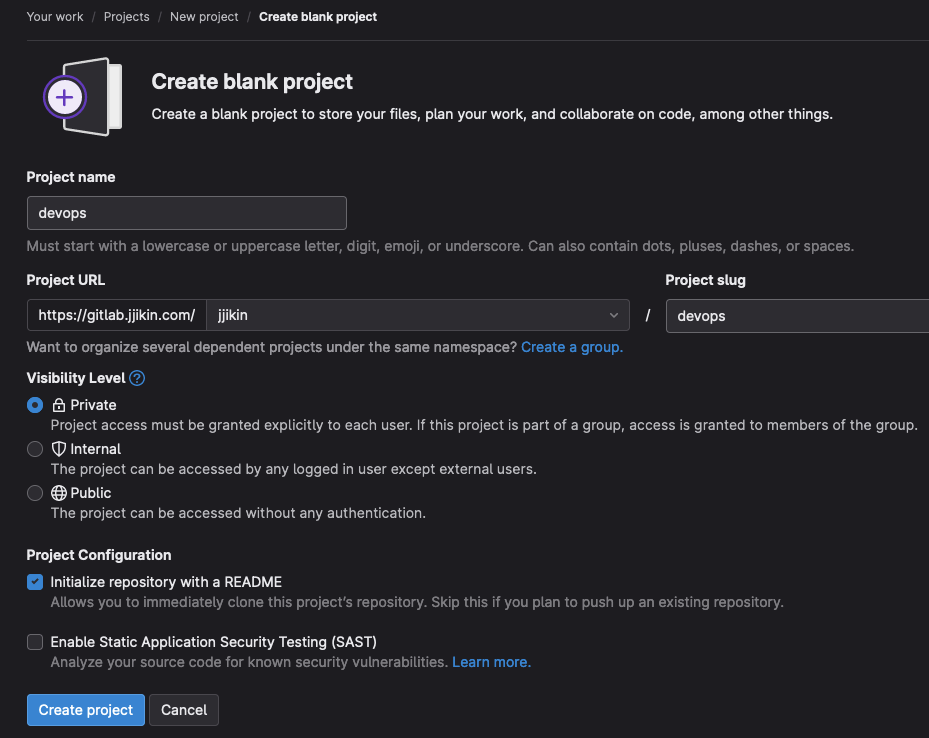 Your work / Projects / New project / Create blank project
Create blank project
Create a blank project to store your files, plan your work, and collaborate on code, among other things.
Project name
devops
Must start with a lowercase or uppercase letter, digit, emoji, or underscore. Can also contain dots, pluses, dashes, or spaces.
Project URL
Project slug
https://gitlab.jjikin.com/ jjikin / devops
Want to organize several dependent projects under the same namespace? Create a group.
Visibility Level ?
Private
Project access must be granted explicitly to each user. If this project is part of a group, access is granted to members of the group.
Internal
The project can be accessed by any logged in user except external users.
Public
The project can be accessed without any authentication.
Project Configuration
Initialize repository with a README
Allows you to immediately clone this project's repository. Skip this if you plan to push up an existing repository.
Enable Static Application Security Testing (SAST)
Analyze your source code for known security vulnerabilities. Learn more.
Create project Cancel